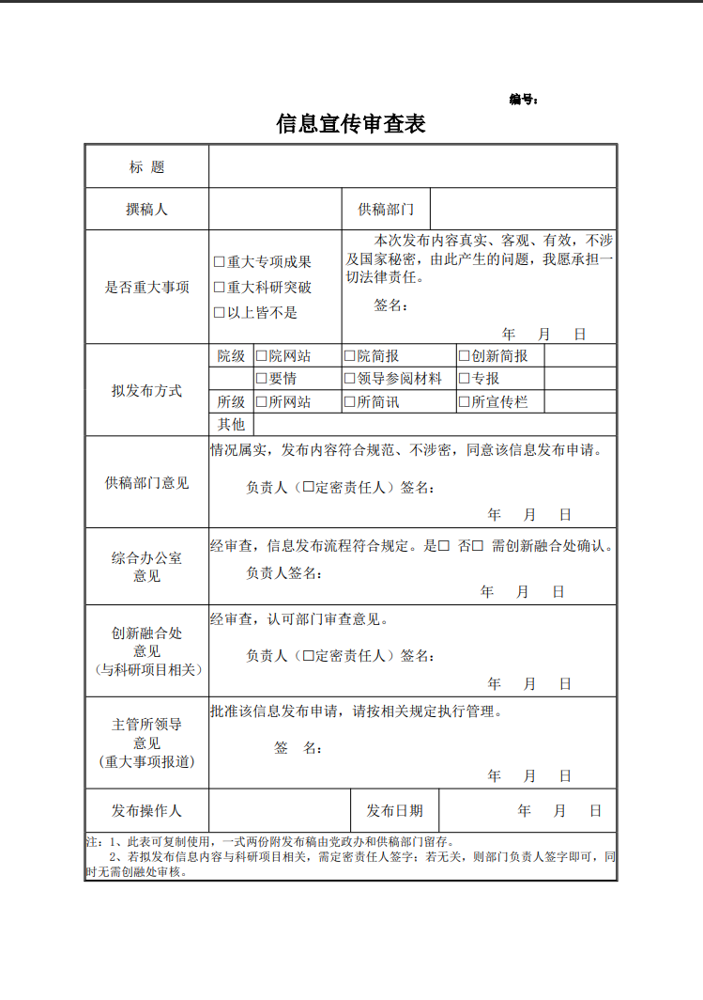 编号：
信息宣传审查表
标 题
撰稿人 供稿部门
是否重大事项
□重大专项成果
□重大科研突破
□以上皆不是
本次发布内容真实、客观、有效，不涉
及国家秘密，由此产生的问题，我愿承担一
切法律责任。
签名：
年 月 日
拟发布方式
院级 □院网站 □院简报 □创新简报
□要情 □领导参阅材料 □专报
所级 □所网站 □所简讯 □所宣传栏
其他
供稿部门意见
情况属实，发布内容符合规范、不涉密，同意该信息发布申请。
负责人（□定密责任人）签名：
年 月 日
综合办公室
意见
经审查，信息发布流程符合规定。是□ 否□ 需创新融合处确认。
负责人签名：
年 月 日
创新融合处
意见
（与科研项目相关）
经审查，认可部门审查意见。
负责人（□定密责任人）签名：
年 月 日
主管所领导
意见
(重大事项报道)
批准该信息发布申请，请按相关规定执行管理。
签 名：
年 月 日
发布操作人 发布日期 年 月 日
注：1、此表可复制使用，一式两份附发布稿由党政办和供稿部门留存。
2、若拟发布信息内容与科研项目相关，需定密责任人签字；若无关，则部门负责人签字即可，同
时无需创融处审核。